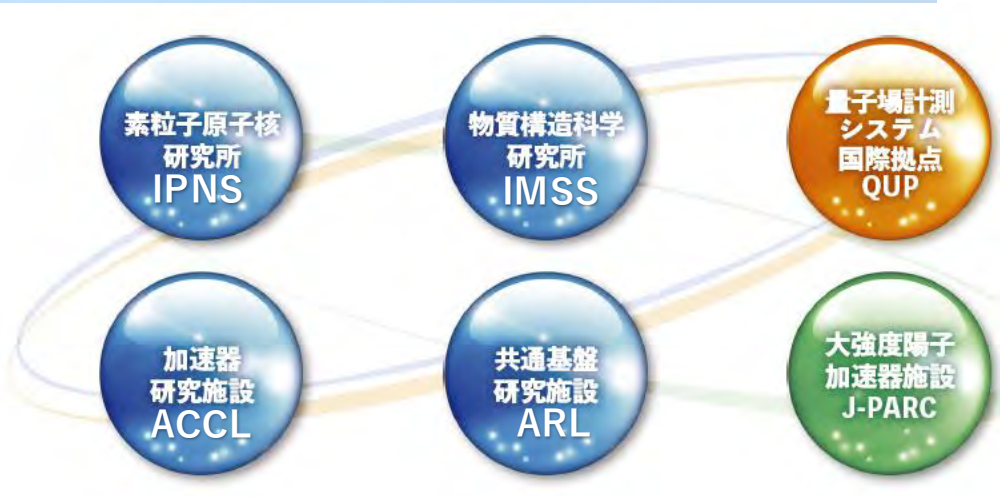 素粒子原子核
研究所
IPNS
物質構造科学
研究所
IMSS
量子場計測
システム
国際拠点
QUP
加速器
研究施設
ACCL
共通基盤
研究施設
ARL
大強度陽子
加速器施設
J-PARC